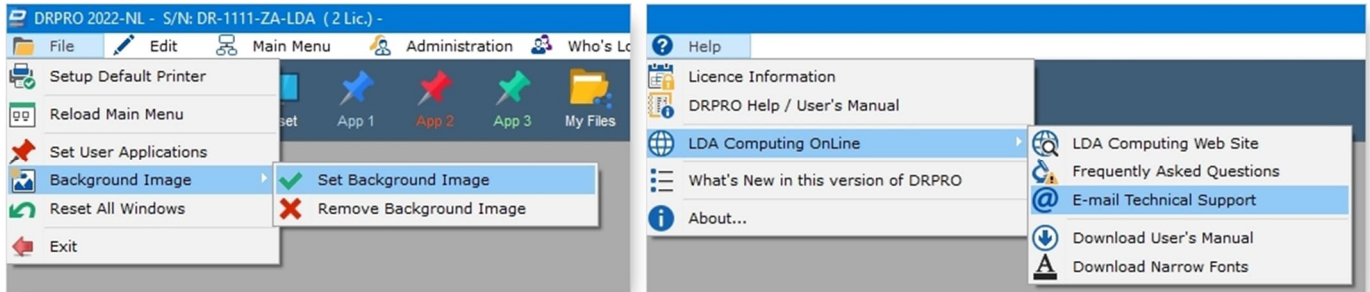 DRPRO 2022-NL - S/N: DR-1111-ZA-LDA ( 2 Lic.) -
File Edit Main Menu Administration Who's Lo
Setup Default Printer
Reload Main Menu
Set User Applications
Background Image
Reset All Windows
Exit
set App 1 App 2 App 3 My Files
Set Background Image
Remove Background Image
Help
Licence Information
DRPRO Help / User's Manual
LDA Computing OnLine
What's New in this version of DRPRO
About...
LDA Computing Web Site
Frequently Asked Questions
E-mail Technical Support
Download User's Manual
Download Narrow Fonts